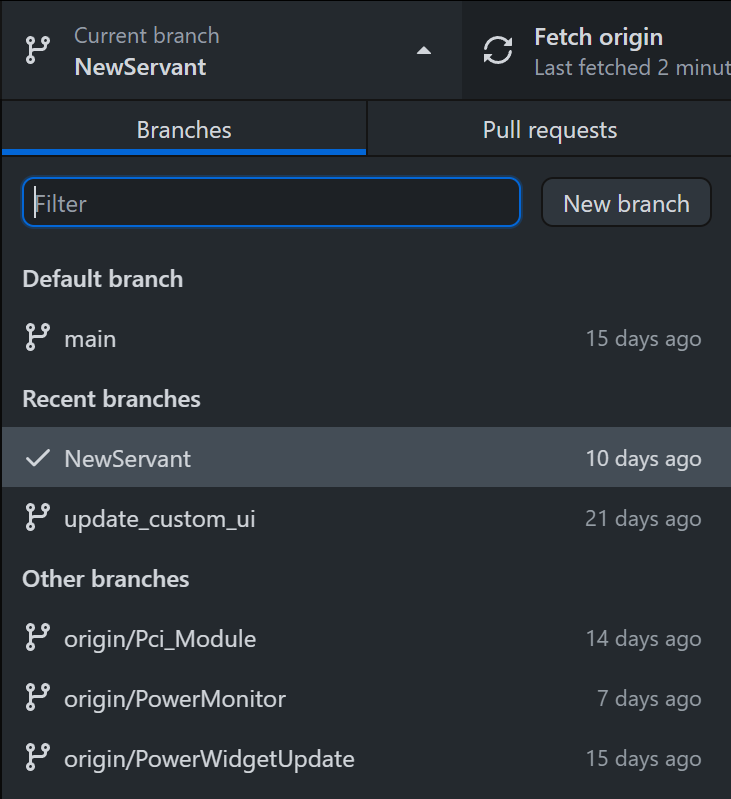 Current branch
NewServant
Fetch origin
Last fetched 2 minut
Branches
Pull requests
Filter
New branch
Default branch
main 15 days ago
Recent branches
NewServant 10 days ago
update_custom_ui 21 days ago
Other branches
origin/Pci_Module 14 days ago
origin/PowerMonitor 7 days ago
origin/PowerWidgetUpdate 15 days ago